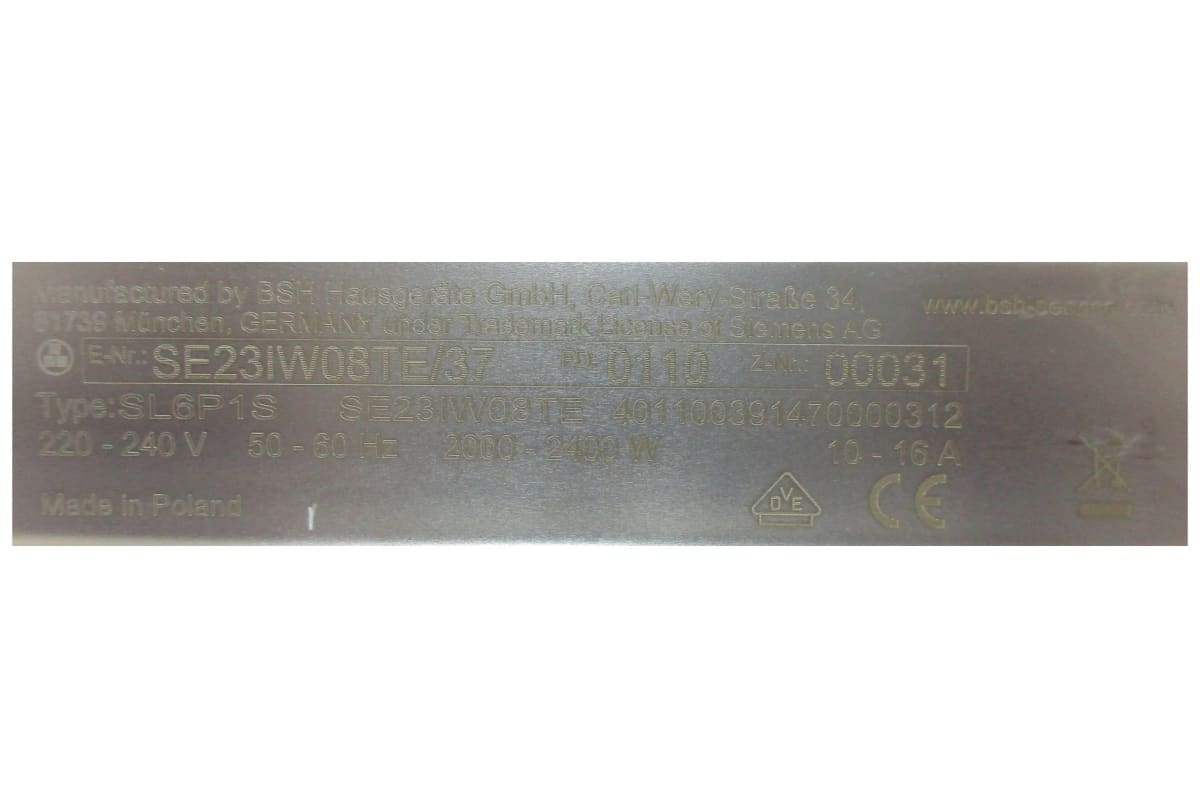 Manufactured by BSH Hausgeräte GmbH, Carl-Wery-Straße 34,
81739 München, GERMANY under Trademark License of Siemens AG
E-Nr.: SE23IW08TE/37 FD: 0110 Z-Nr.: 00031
Type: SL6P1S SE23IW08TE 401100391470000312
220 - 240 V 50 - 60 Hz 2000 - 2400 W 10 - 16 A
Made in Poland
DVE
CE